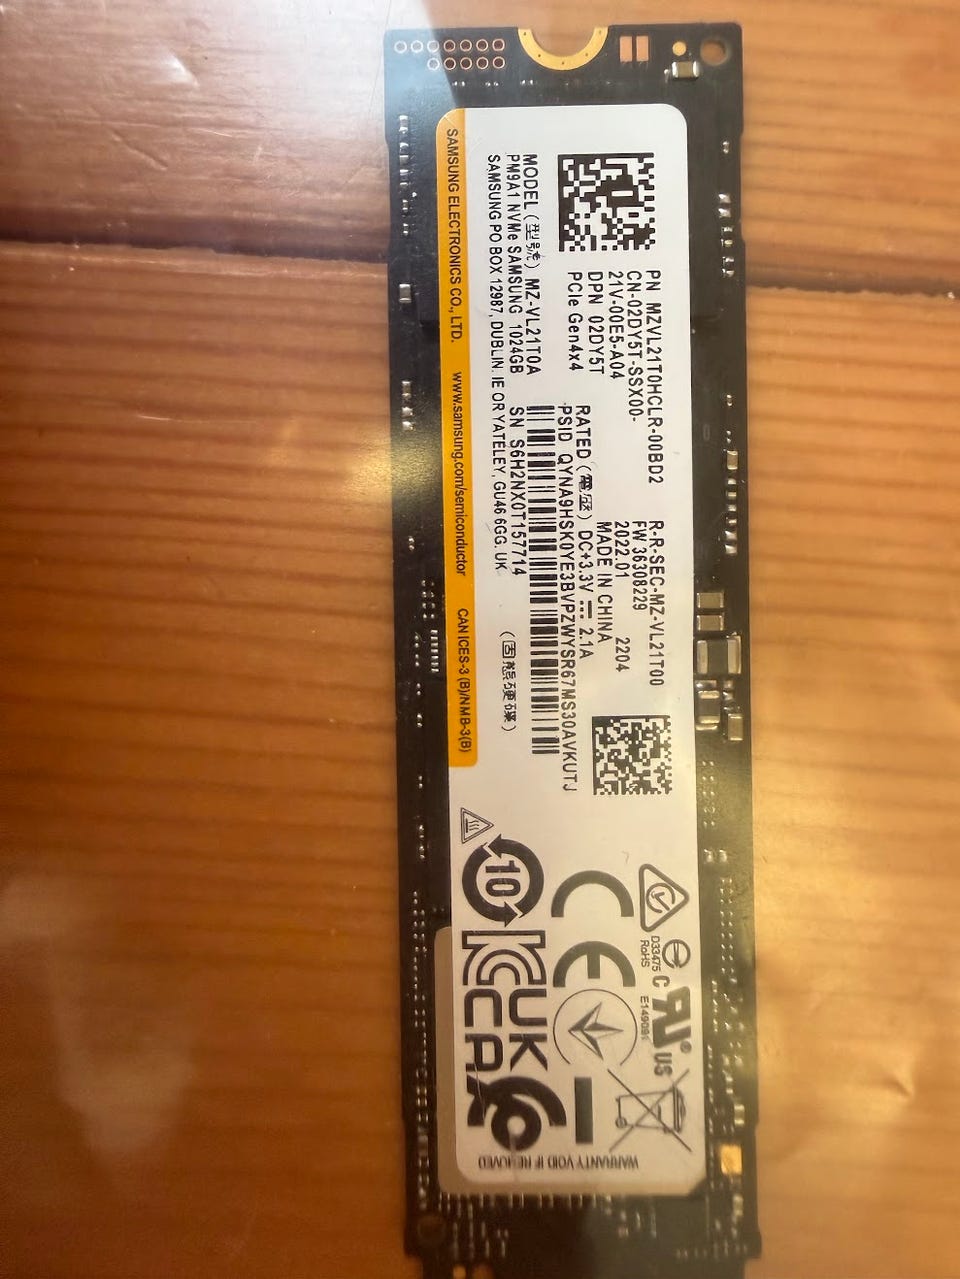 PN MZVL21T0HCLR-00BD2
CN-02DY5T-SSX00-
21V-00E5-A04
DPN 02DY5T
PCIe Gen4x4
R-R-SEC-MZ-VL21T00
FW 36308229
2022.01 2204
MADE IN CHINA
RATED (電壓) DC+3.3V 2.1A
PSID QYNA9HSK0YE3BVPZWYSR67MS30AVKUTJ
MODEL (型號) MZ-VL21T0A
PM9A1 NVMe SAMSUNG 1024GB
SN S6H2NX0T157714
(固態硬碟)
SAMSUNG PO BOX 12987, DUBLIN. IE OR YATELEY, GU46 6GG. UK
SAMSUNG ELECTRONICS CO., LTD. www.samsung.com/semiconductor CAN ICES-3 (B)/NMB-3(B)
D33475
RoHS
C UL US
E149091
CE
10
UK
CA
WARRANTY VOID IF REMOVED